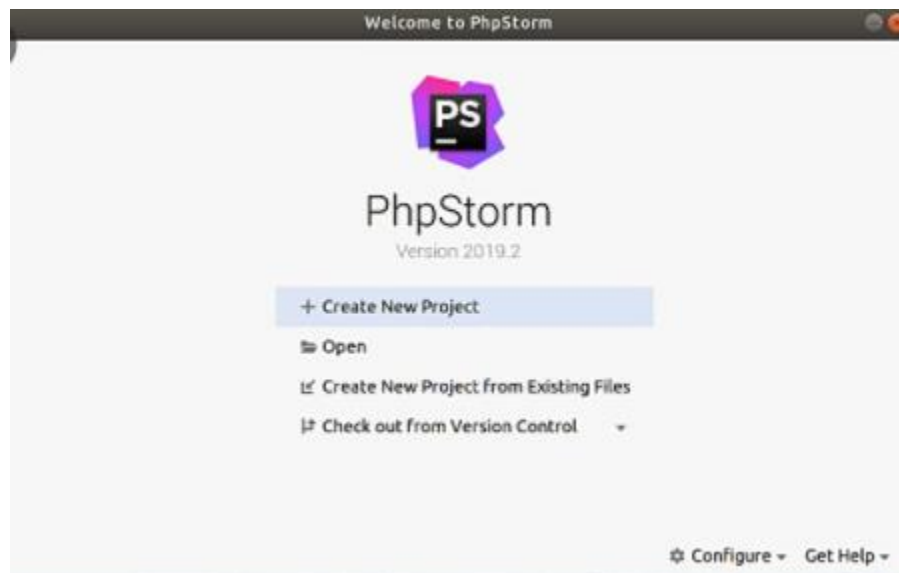 Welcome to PhpStorm
PS
PhpStorm
Version 2019.2
+ Create New Project
Open
Create New Project from Existing Files
Check out from Version Control
Configure
Get Help